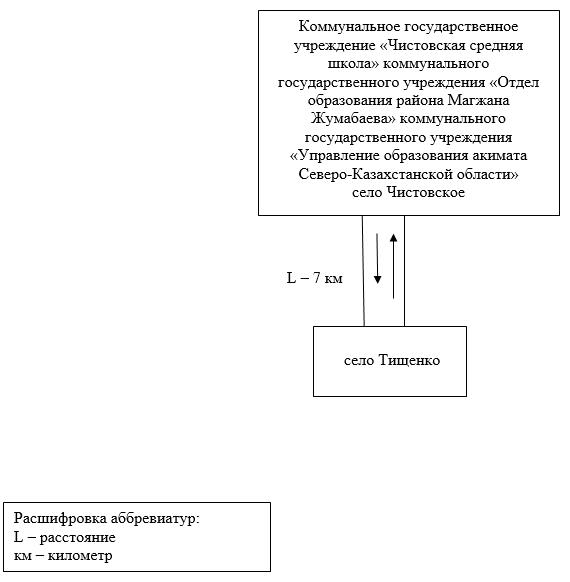 Коммунальное государственное
учреждение «Чистовская средняя
школа» коммунального
государственного учреждения «Отдел
образования района Магжана
Жумабаева» коммунального
государственного учреждения
«Управление образования акимата
Северо-Казахстанской области»
село Чистовское
L – 7 км
село Тищенко
Расшифровка аббревиатур:
L – расстояние
км – километр